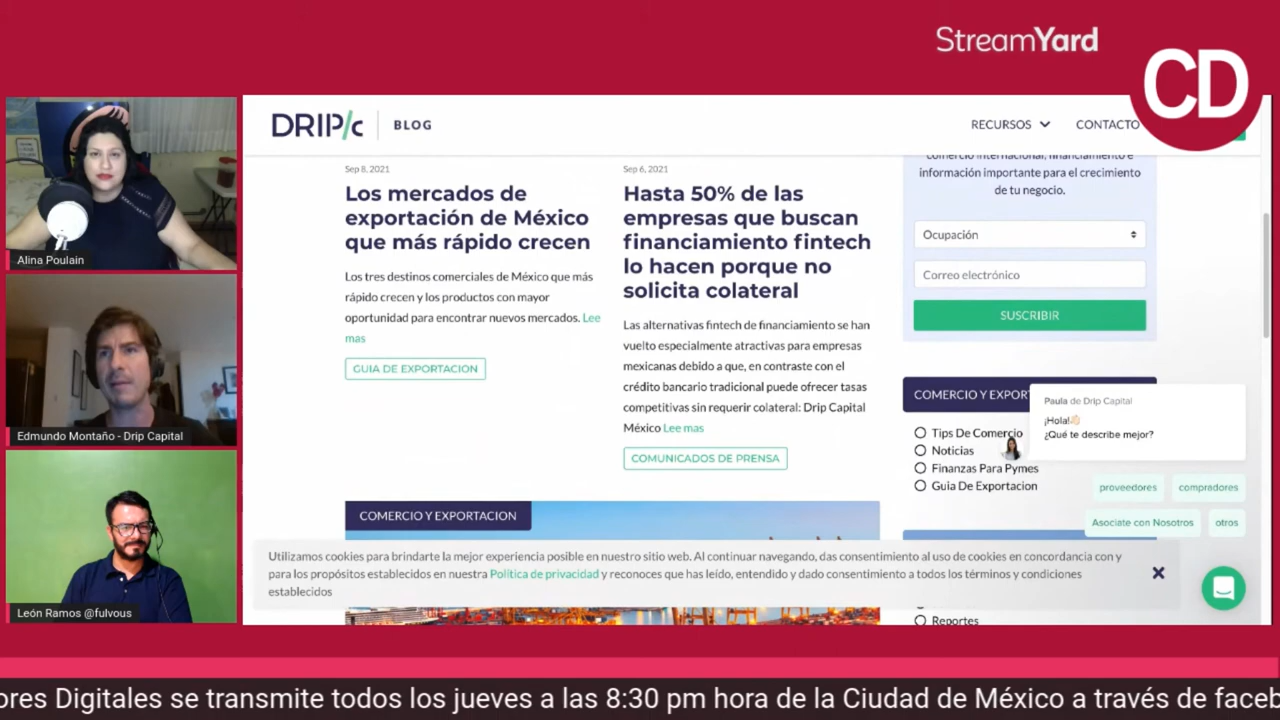 StreamYard
CD
Alina Poulain
Edmundo Montaño - Drip Capital
León Ramos @fulvous
DRIP/c
BLOG
RECURSOS
CONTACTO
Sep 8, 2021
Los mercados de
exportación de México
que más rápido crecen
Los tres destinos comerciales de México que más
rápido crecen y los productos con mayor
oportunidad para encontrar nuevos mercados. Lee
mas
GUIA DE EXPORTACION
Sep 6, 2021
Hasta 50% de las
empresas que buscan
financiamiento fintech
lo hacen porque no
solicita colateral
Las alternativas fintech de financiamiento se han
vuelto especialmente atractivas para empresas
mexicanas debido a que, en contraste con el
crédito bancario tradicional puede ofrecer tasas
competitivas sin requerir colateral: Drip Capital
México Lee mas
COMUNICADOS DE PRENSA
comercio internacional, financiamiento e
información importante para el crecimiento
de tu negocio.
Ocupación
Correo electrónico
SUSCRIBIR
COMERCIO Y EXPOR
Tips De Comercio
Noticias
Finanzas Para Pymes
Guia De Exportacion
Paula de Drip Capital
¡Hola!👋🏻
¿Qué te describe mejor?
proveedores
compradores
Asociate con Nosotros
otros
COMERCIO Y EXPORTACION
Utilizamos cookies para brindarte la mejor experiencia posible en nuestro sitio web. Al continuar navegando, das consentimiento al uso de cookies en concordancia con y
para los propósitos establecidos en nuestra Política de privacidad y reconoces que has leído, entendido y dado consentimiento a todos los términos y condiciones
establecidos
Reportes
ores Digitales se transmite todos los jueves a las 8:30 pm hora de la Ciudad de México a través de faceb